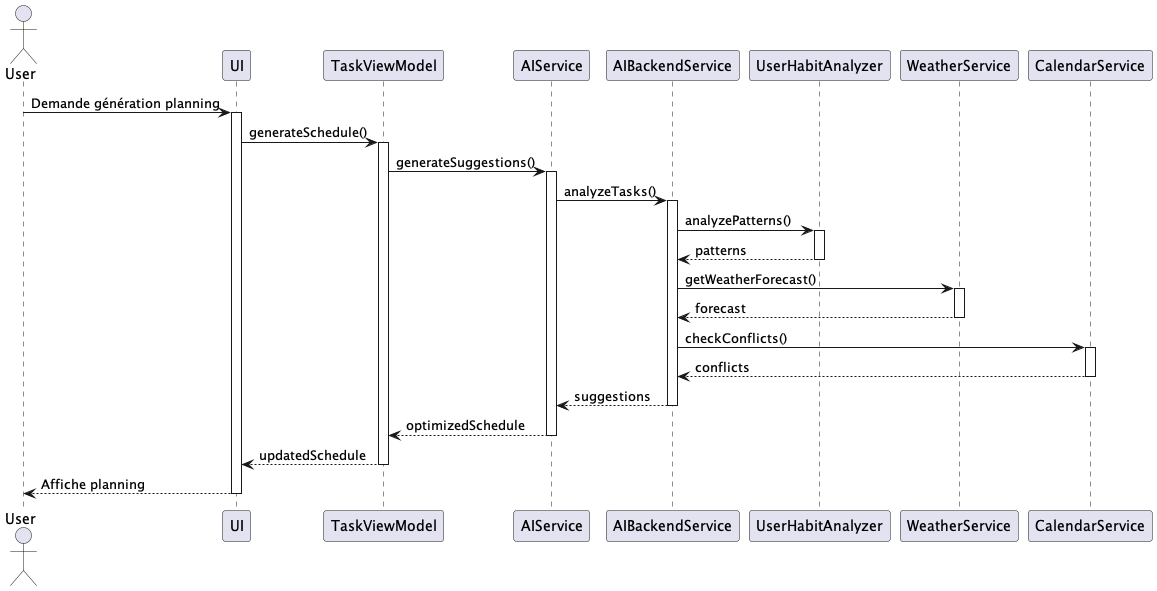 User
UI
TaskViewModel
AIService
AIBackendService
UserHabitAnalyzer
WeatherService
CalendarService
Demande génération planning
generateSchedule()
generateSuggestions()
analyzeTasks()
analyzePatterns()
patterns
getWeatherForecast()
forecast
checkConflicts()
conflicts
suggestions
optimizedSchedule
updatedSchedule
Affiche planning
User
UI
TaskViewModel
AIService
AIBackendService
UserHabitAnalyzer
WeatherService
CalendarService